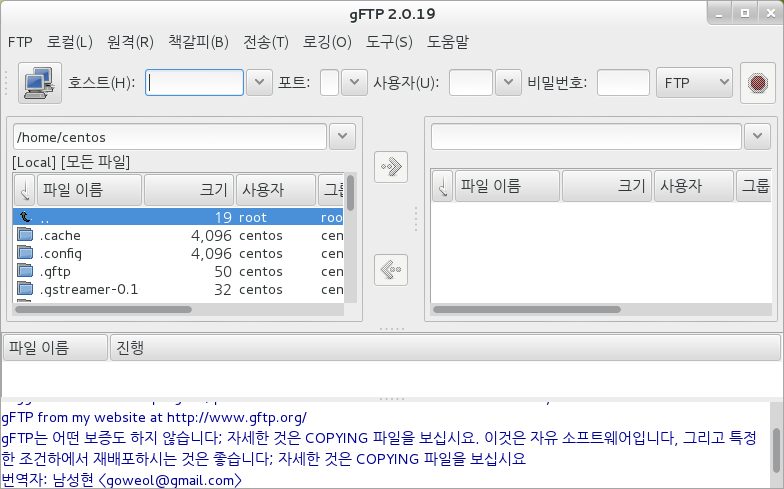 gFTP 2.0.19
FTP 로컬(L) 원격(R) 책갈피(B) 전송(T) 로깅(O) 도구(S) 도움말
호스트(H): 포트: 사용자(U): 비밀번호: FTP
/home/centos
[Local] [모든 파일]
파일 이름 크기 사용자 그룹
.. 19 root roo
.cache 4,096 centos cen
.config 4,096 centos cen
.gftp 50 centos cen
.gstreamer-0.1 32 centos cen
파일 이름 크기 사용자 그룹
파일 이름 진행
gFTP from my website at http://www.gftp.org/
gFTP는 어떤 보증도 하지 않습니다; 자세한 것은 COPYING 파일을 보십시요. 이것은 자유 소프트웨어입니다, 그리고 특정
한 조건하에서 재배포하시는 것은 좋습니다; 자세한 것은 COPYING 파일을 보십시요
번역자: 남성현 <goweol@gmail.com>